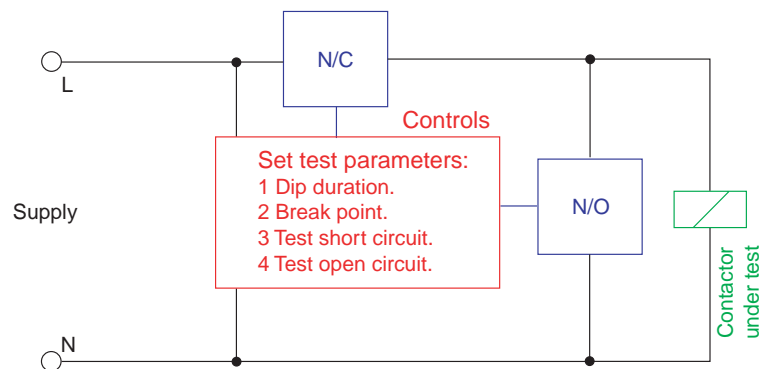 N/C
L
Controls
Set test parameters:
1 Dip duration.
2 Break point.
3 Test short circuit.
4 Test open circuit.
N/O
Supply
Contactor
under test
N